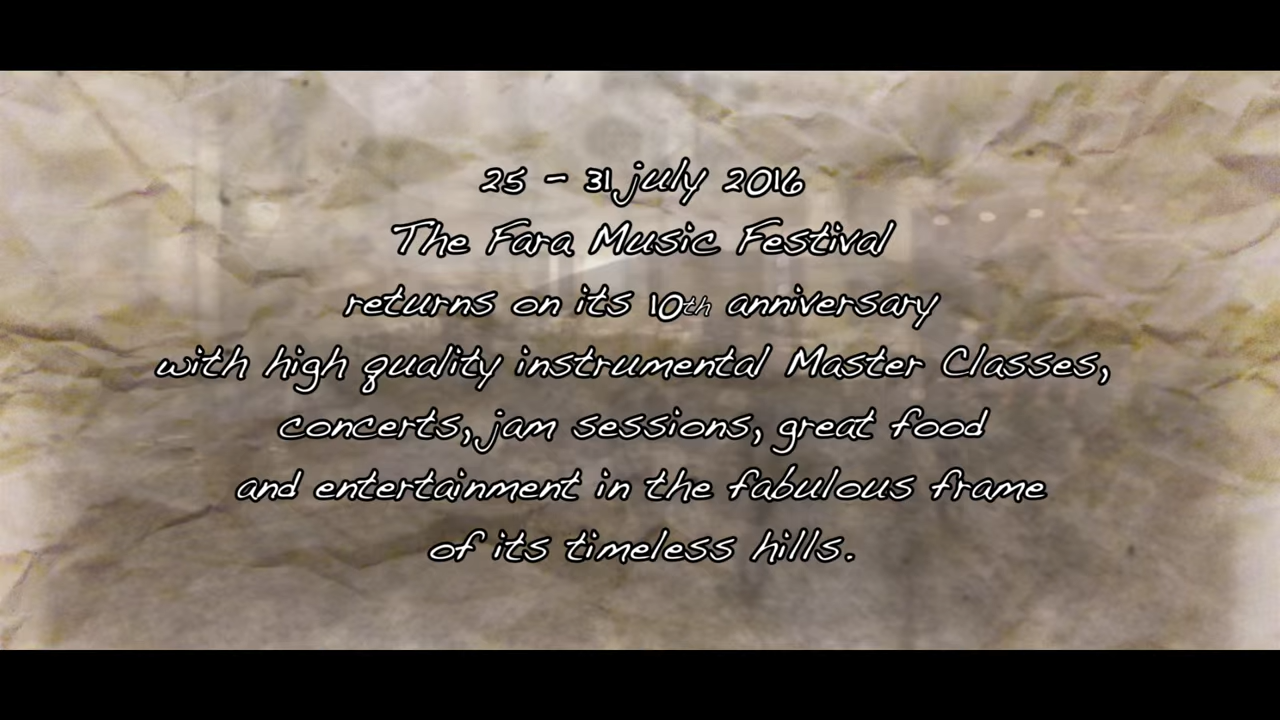 25 - 31 july 2016
The Fara Music Festival
returns on its 10th anniversary
with high quality instrumental Master Classes,
concerts, jam sessions, great food
and entertainment in the fabulous frame
of its timeless hills.